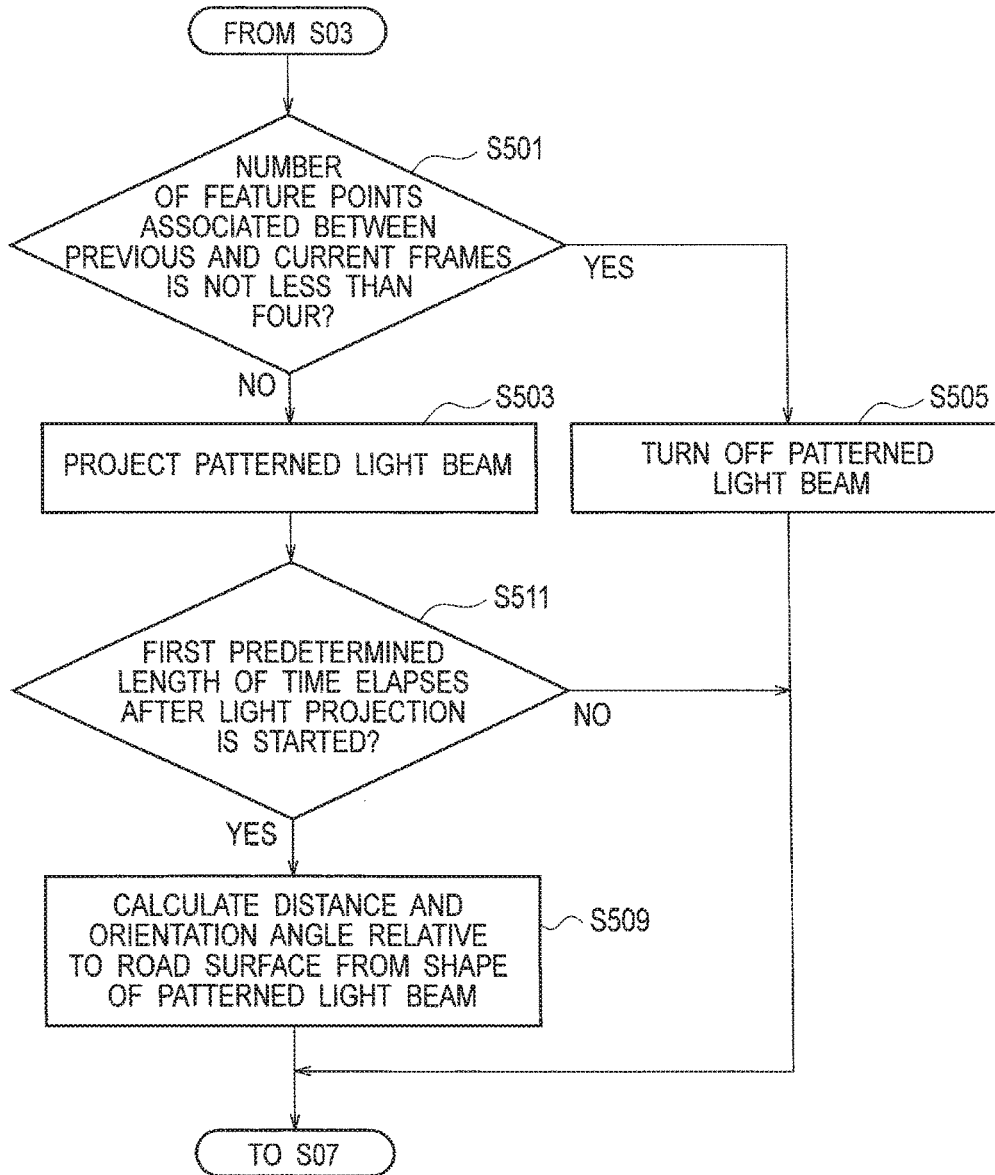 FROM S03
S501
NUMBER
OF FEATURE POINTS
ASSOCIATED BETWEEN
PREVIOUS AND CURRENT FRAMES
IS NOT LESS THAN
FOUR?
YES
NO
S503
PROJECT PATTERNED LIGHT BEAM
S505
TURN OFF PATTERNED
LIGHT BEAM
S511
FIRST PREDETERMINED
LENGTH OF TIME ELAPSES
AFTER LIGHT PROJECTION
IS STARTED?
NO
YES
S509
CALCULATE DISTANCE AND
ORIENTATION ANGLE RELATIVE
TO ROAD SURFACE FROM SHAPE
OF PATTERNED LIGHT BEAM
TO S07